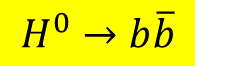 H⁰ → bb̅